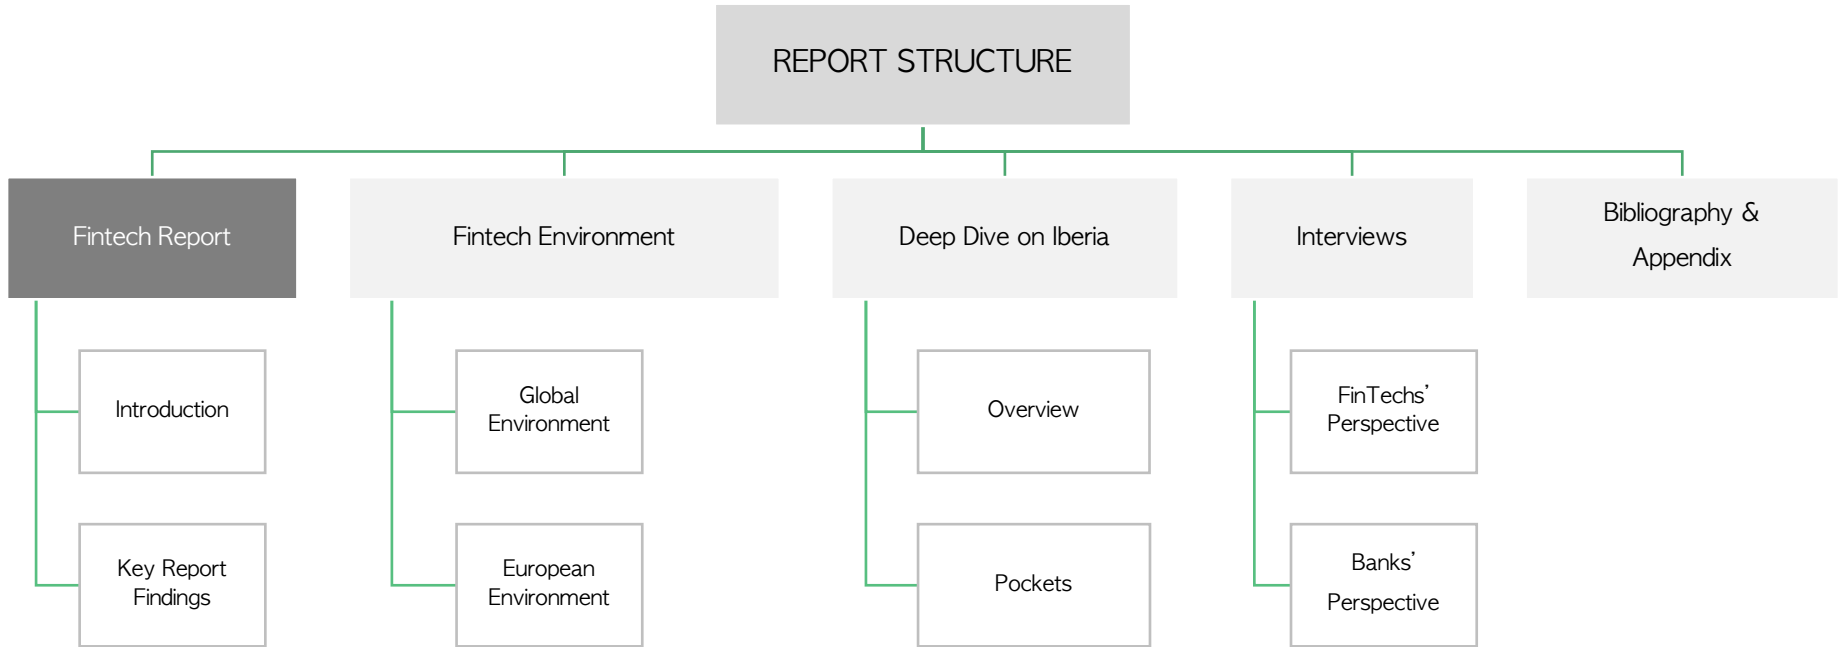 REPORT STRUCTURE
Fintech Report
Fintech Environment
Deep Dive on Iberia
Interviews
Bibliography &
Appendix
Introduction
Global
Environment
Overview
FinTechs’
Perspective
Key Report
Findings
European
Environment
Pockets
Banks’
Perspective